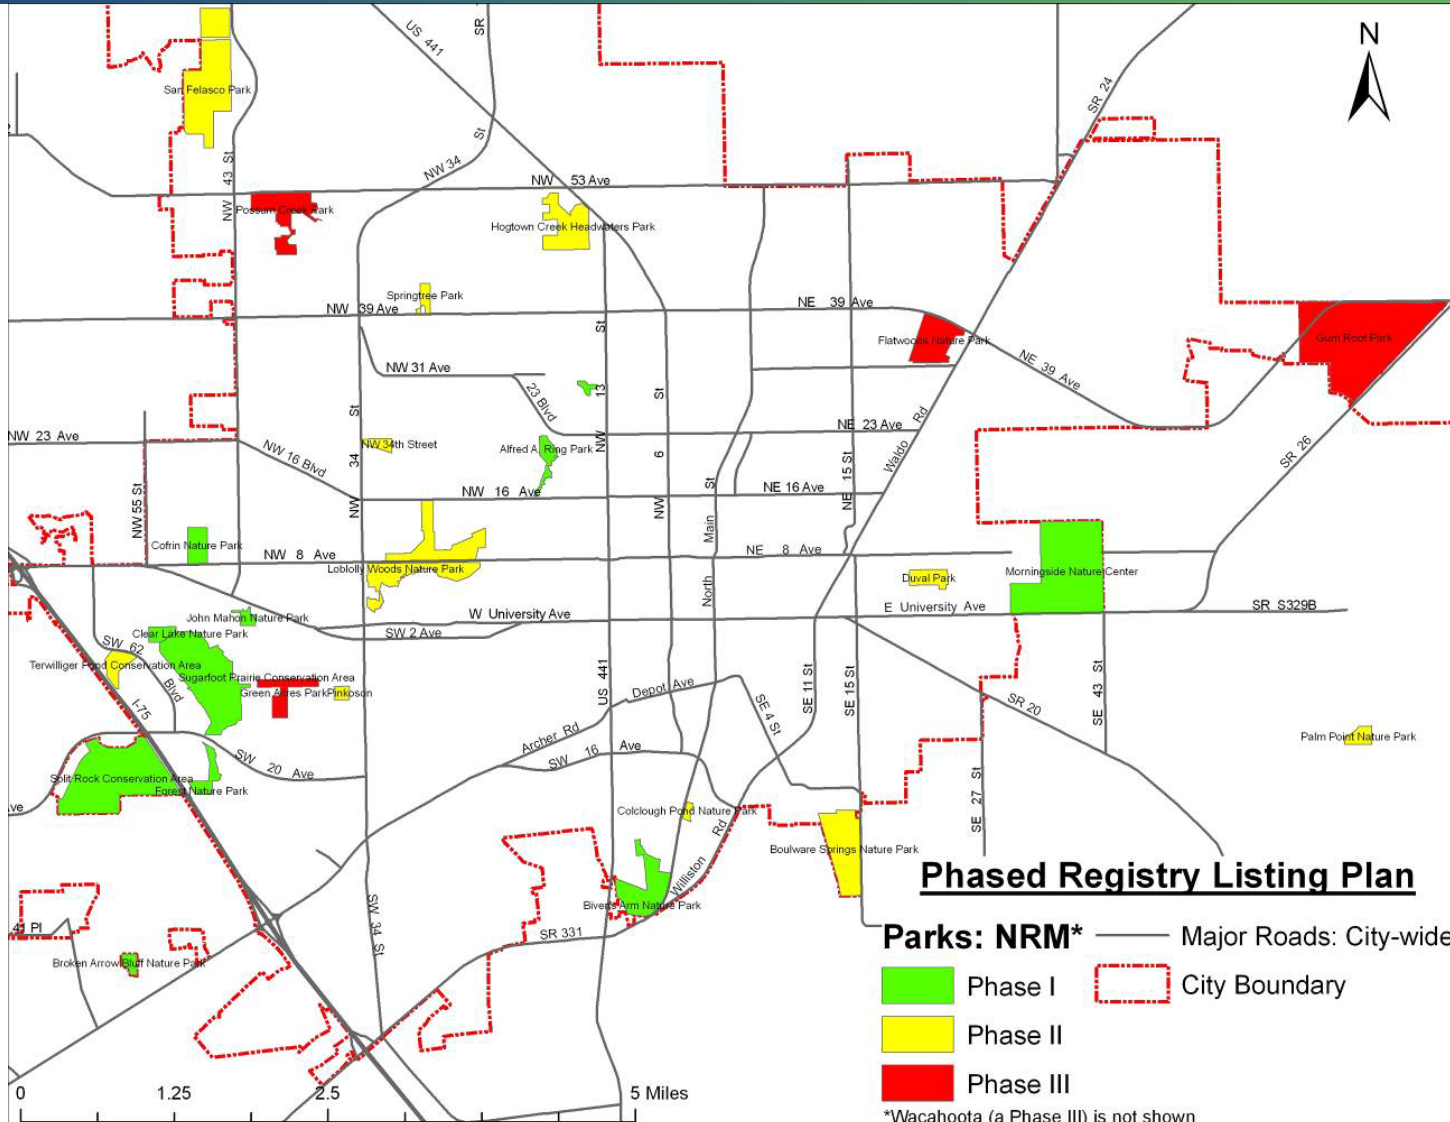 US 441
SR
N
SR 24
San Felasco Park
NW 43 St
NW 34 St
NW 53 Ave
Possum Creek Park
Hogtown Creek Headwaters Park
Springtree Park
NW 39 Ave
NE 39 Ave
Flatwoods Nature Park
Gum Root Park
NE 39 Ave
NW 31 Ave
23 Blvd
NW 13 St
NW 6 St
NW 34 St
NW 23 Ave
NE 23 Ave
Waldo Rd
NW 34th Street
Alfred A. Ring Park
NW 16 Blvd
SR 26
NW 55 St
NW 16 Ave
NE 16 Ave
NE 15 St
North Main St
Cofrin Nature Park
NW 8 Ave
NE 8 Ave
Loblolly Woods Nature Park
Duval Park
Morningside Nature Center
E University Ave
SR S329B
John Mahon Nature Park
W University Ave
Clear Lake Nature Park
SW 2 Ave
SW 62 Blvd
Terwilliger Pond Conservation Area
Sugarfoot Prairie Conservation Area
Green Acres Park
Pinkoson
US 441
Depot Ave
SE 4 St
SE 11 St
SE 15 St
SR 20
SE 43 St
I-75
Archer Rd
SW 16 Ave
Palm Point Nature Park
SW 20 Ave
Split Rock Conservation Area
Forest Nature Park
ve
SE 27 St
Colclough Pond Nature Park
Williston Rd
Boulware Springs Nature Park
Biven's Arm Nature Park
SW 34 St
SR 331
41 Pl
Broken Arrow Bluff Nature Park
Phased Registry Listing Plan
Parks: NRM*
Major Roads: City-wide
Phase I
City Boundary
Phase II
Phase III
*Wacahoota (a Phase III) is not shown
0 1.25 2.5 5 Miles